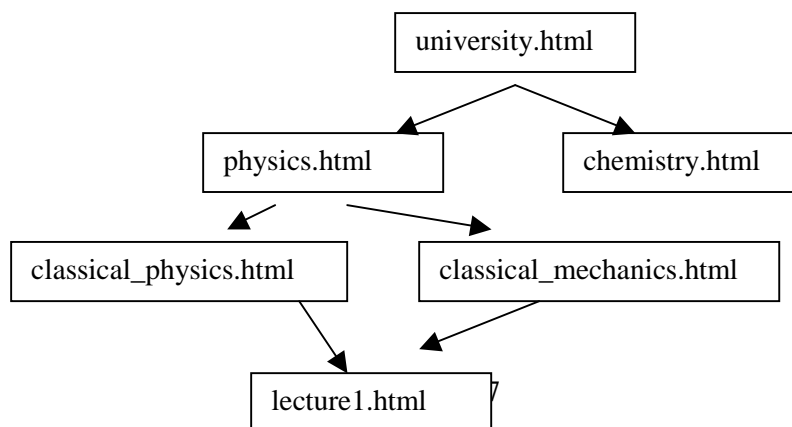 university.html
physics.html
chemistry.html
classical_physics.html
classical_mechanics.html
lecture1.html